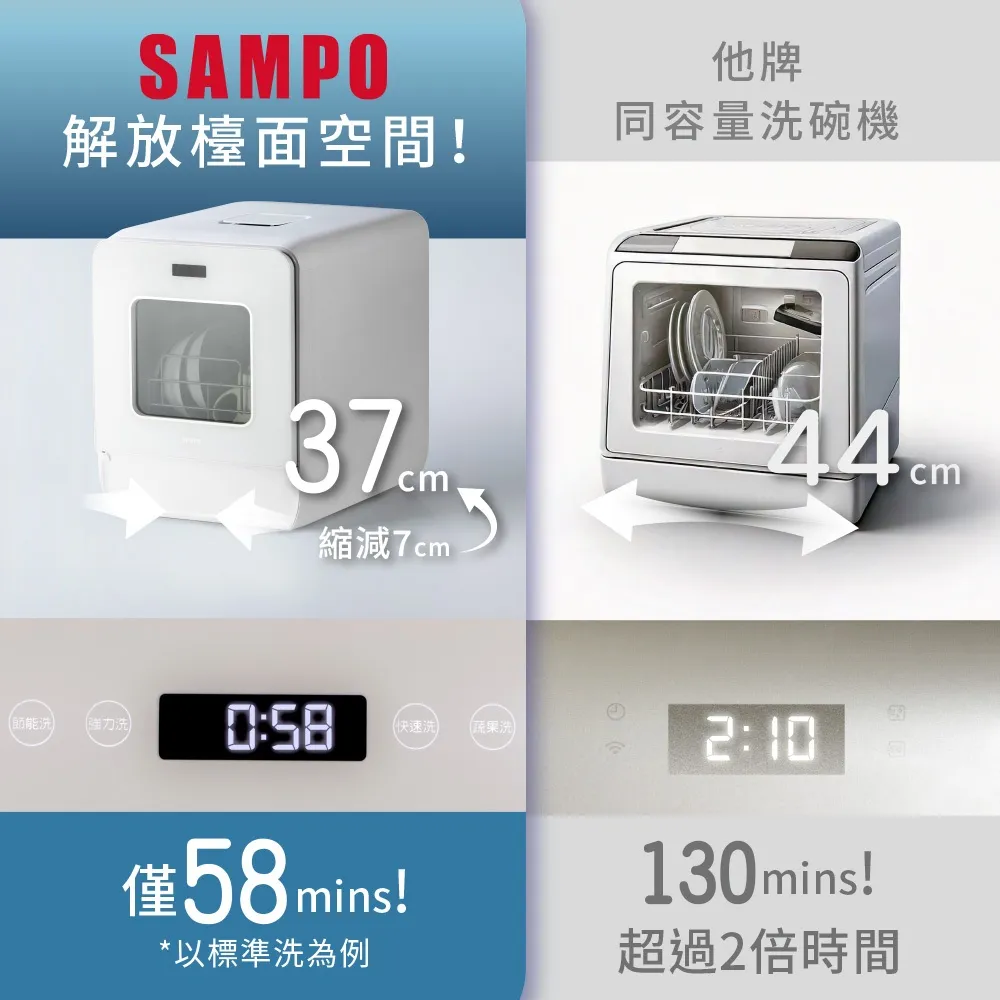 SAMPO
解放檯面空間!
37cm
縮減7cm
節能洗
強力洗
0:58
快速洗
蔬果洗
僅58mins!
*以標準洗為例
他牌
同容量洗碗機
44cm
2:10
130mins!
超過2倍時間